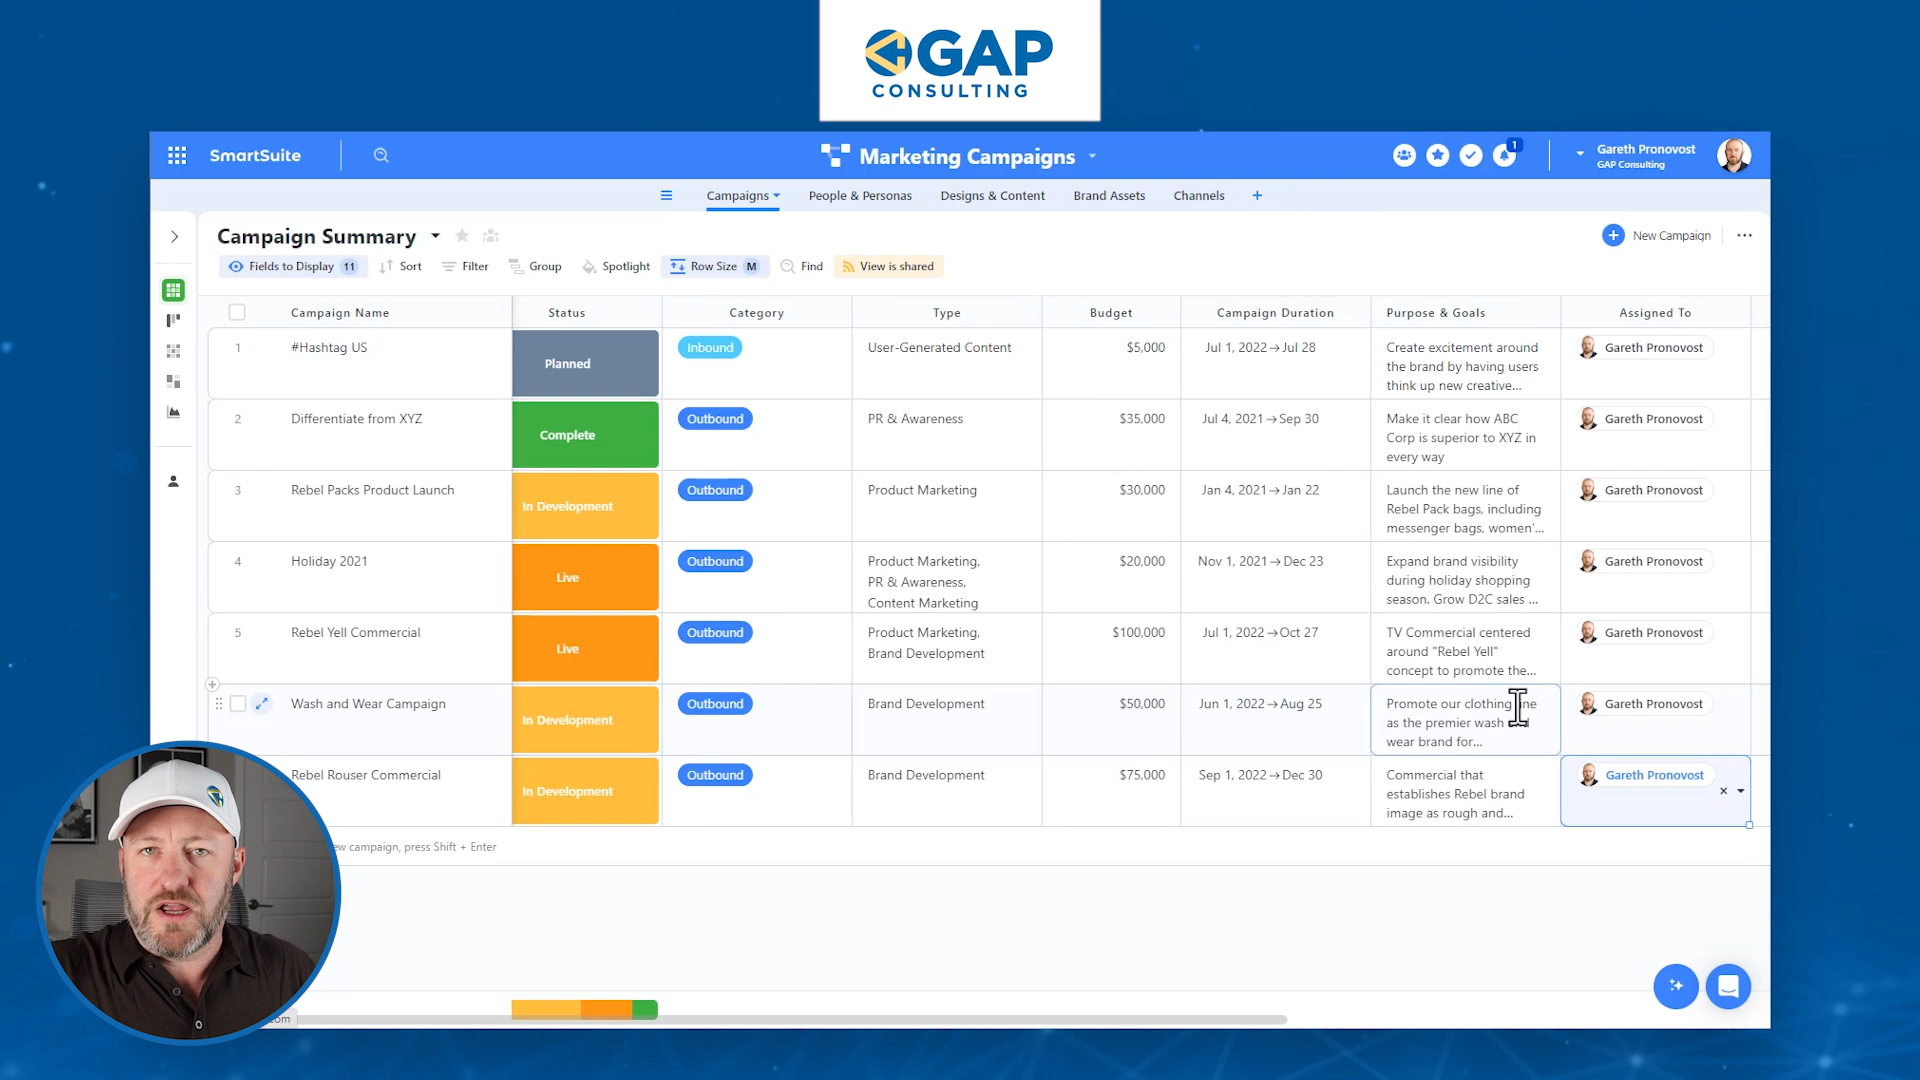 GAP
CONSULTING
SmartSuite
Marketing Campaigns
1
Gareth Pronovost
GAP Consulting
Campaigns
People & Personas
Designs & Content
Brand Assets
Channels
Campaign Summary
New Campaign
Fields to Display 11
Sort
Filter
Group
Spotlight
Row Size M
Find
View is shared
Campaign Name
Status
Category
Type
Budget
Campaign Duration
Purpose & Goals
Assigned To
1
#Hashtag US
Planned
Inbound
User-Generated Content
$5,000
Jul 1, 2022→Jul 28
Create excitement around
the brand by having users
think up new creative...
Gareth Pronovost
2
Differentiate from XYZ
Complete
Outbound
PR & Awareness
$35,000
Jul 4, 2021→Sep 30
Make it clear how ABC
Corp is superior to XYZ in
every way
Gareth Pronovost
3
Rebel Packs Product Launch
In Development
Outbound
Product Marketing
$30,000
Jan 4, 2021→Jan 22
Launch the new line of
Rebel Pack bags, including
messenger bags, women'...
Gareth Pronovost
4
Holiday 2021
Live
Outbound
Product Marketing,
PR & Awareness,
Content Marketing
$20,000
Nov 1, 2021→Dec 23
Expand brand visibility
during holiday shopping
season. Grow D2C sales ...
Gareth Pronovost
5
Rebel Yell Commercial
Live
Outbound
Product Marketing,
Brand Development
$100,000
Jul 1, 2022→Oct 27
TV Commercial centered
around "Rebel Yell"
concept to promote the...
Gareth Pronovost
Wash and Wear Campaign
In Development
Outbound
Brand Development
$50,000
Jun 1, 2022→Aug 25
Promote our clothing
as the premier wash
wear brand for...
Gareth Pronovost
Rebel Rouser Commercial
In Development
Outbound
Brand Development
$75,000
Sep 1, 2022→Dec 30
Commercial that
establishes Rebel brand
image as rough and...
Gareth Pronovost
campaign, press Shift + Enter